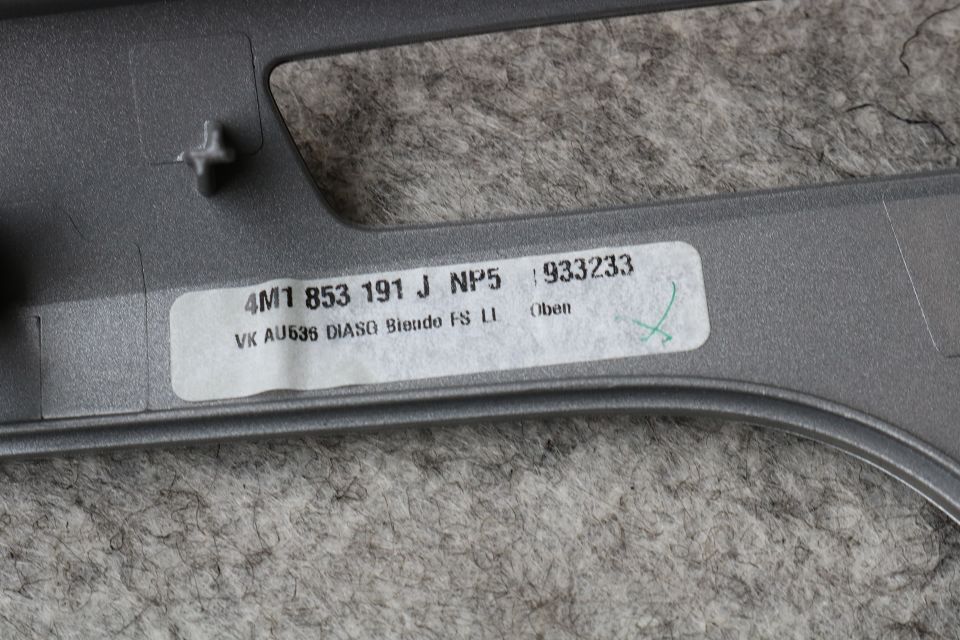 4M1 853 191 J NP5 933233
VK AU536 DIASG Blende FS LI Oben